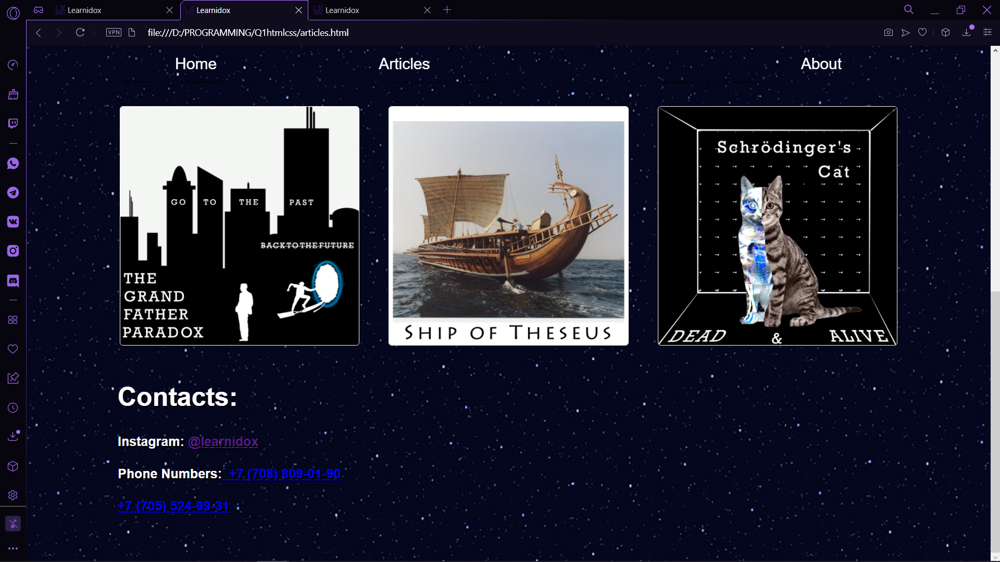 Learnidox
Learnidox
Learnidox
VPN
file:///D:/PROGRAMMING/Q1htmlcss/articles.html
Home
Articles
About
GO TO THE PAST
BACKTOTHEFUTURE
THE
GRAND
FATHER
PARADOX
SHIP OF THESEUS
Schrödinger's
Cat
DEAD & ALIVE
Contacts:
Instagram: @learnidox
Phone Numbers: +7 (708) 809-01-90
+7 (705) 524-99-31